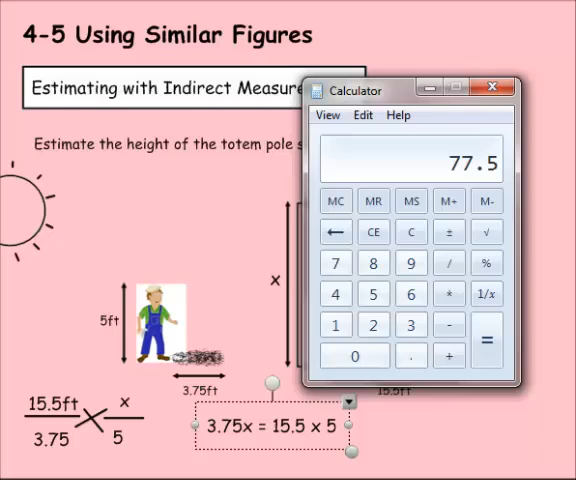 4-5 Using Similar Figures
Estimating with Indirect
Estimate the height of the totem pole
Calculator
View Edit Help
77.5
MC MR MS M+ M-
← CE C ± √
7 8 9 / %
4 5 6 * 1/x
1 2 3 - =
0 . +
x
5ft
3.75ft
15.5ft
15.5ft x
3.75 5
3.75x = 15.5 x 5